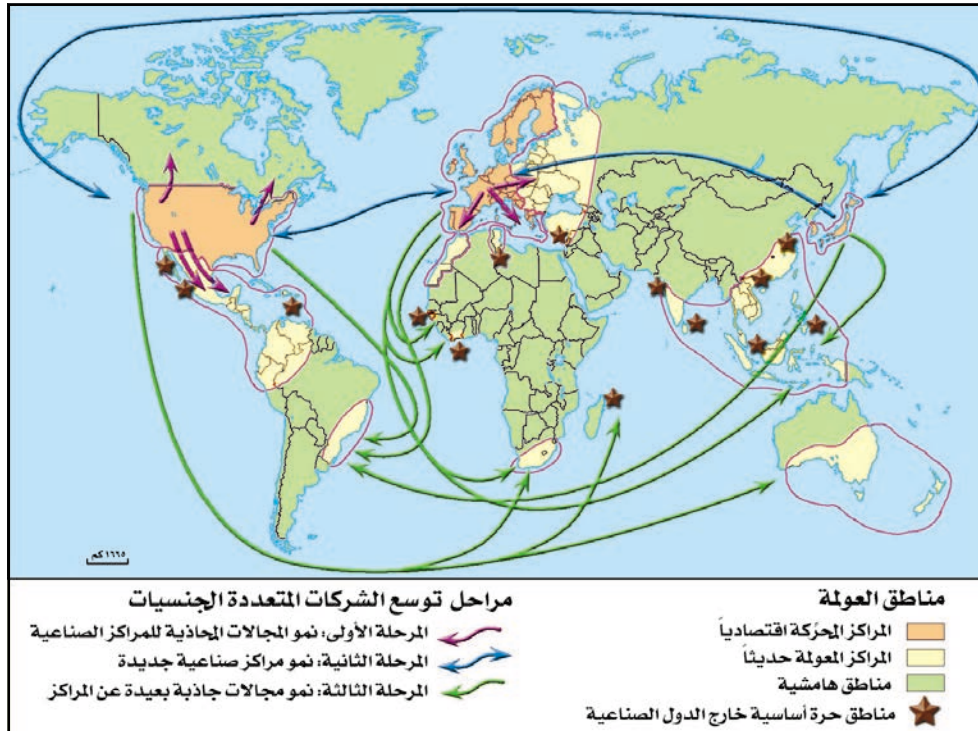 ١٦٦٥ كم
مناطق العولمة
المراكز المحرّكة اقتصادياً
المراكز المعولمة حديثاً
مناطق هامشية
مناطق حرة أساسية خارج الدول الصناعية
مراحل توسع الشركات المتعددة الجنسيات
المرحلة الأولى: نمو المجالات المحاذية للمراكز الصناعية
المرحلة الثانية: نمو مراكز صناعية جديدة
المرحلة الثالثة: نمو مجالات جاذبة بعيدة عن المراكز